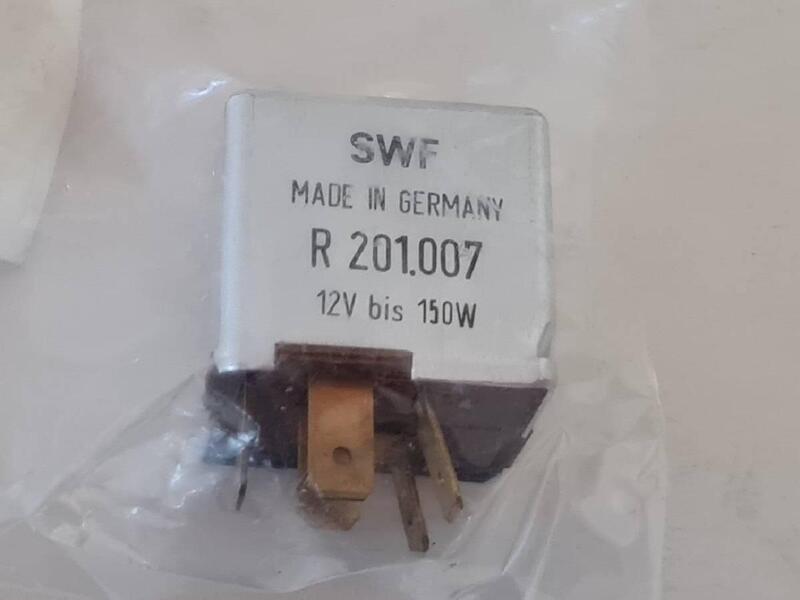 SWF
MADE IN GERMANY
R 201.007
12V bis 150W